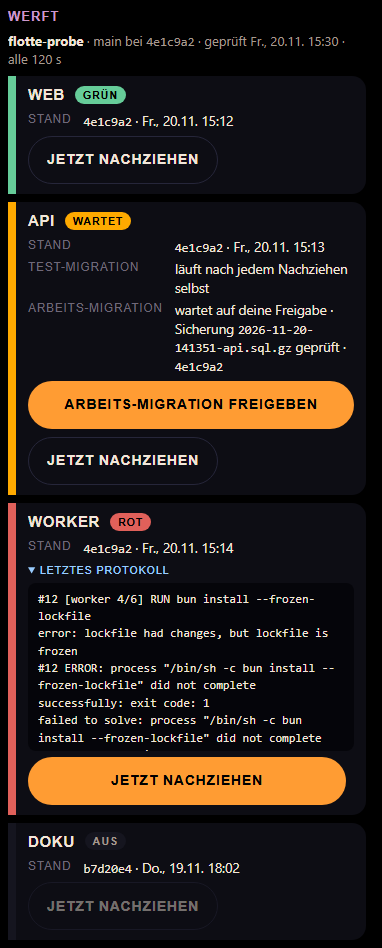 WERFT
flotte-probe · main bei 4e1c9a2 · geprüft Fr., 20.11. 15:30 ·
alle 120 s
WEB GRÜN
STAND 4e1c9a2 · Fr., 20.11. 15:12
JETZT NACHZIEHEN
API WARTET
STAND 4e1c9a2 · Fr., 20.11. 15:13
TEST-MIGRATION läuft nach jedem Nachziehen
selbst
ARBEITS-MIGRATION wartet auf deine Freigabe ·
Sicherung 2026-11-20-
141351-api.sql.gz geprüft ·
4e1c9a2
ARBEITS-MIGRATION FREIGEBEN
JETZT NACHZIEHEN
WORKER ROT
STAND 4e1c9a2 · Fr., 20.11. 15:14
▼ LETZTES PROTOKOLL
#12 [worker 4/6] RUN bun install --frozen-
lockfile
error: lockfile had changes, but lockfile is
frozen
#12 ERROR: process "/bin/sh -c bun install --
frozen-lockfile" did not complete
successfully: exit code: 1
failed to solve: process "/bin/sh -c bun
install --frozen-lockfile" did not complete
JETZT NACHZIEHEN
DOKU AUS
STAND b7d20e4 · Do., 19.11. 18:02
JETZT NACHZIEHEN